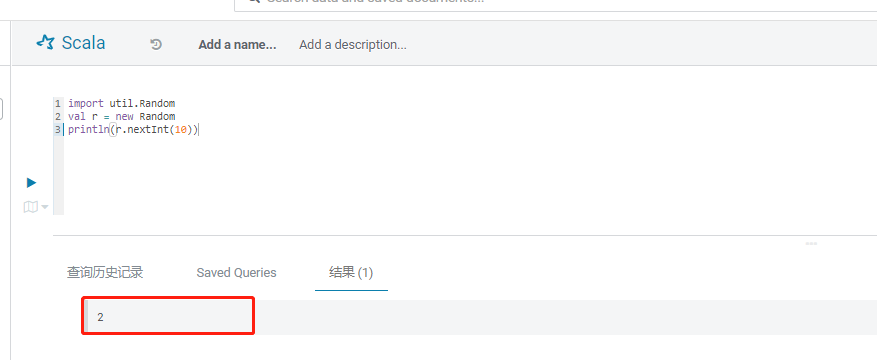 Search data and saved documents...
Scala
Add a name...
Add a description...
1 import util.Random
2 val r = new Random
3 println(r.nextInt(10))
查询历史记录
Saved Queries
结果 (1)
2